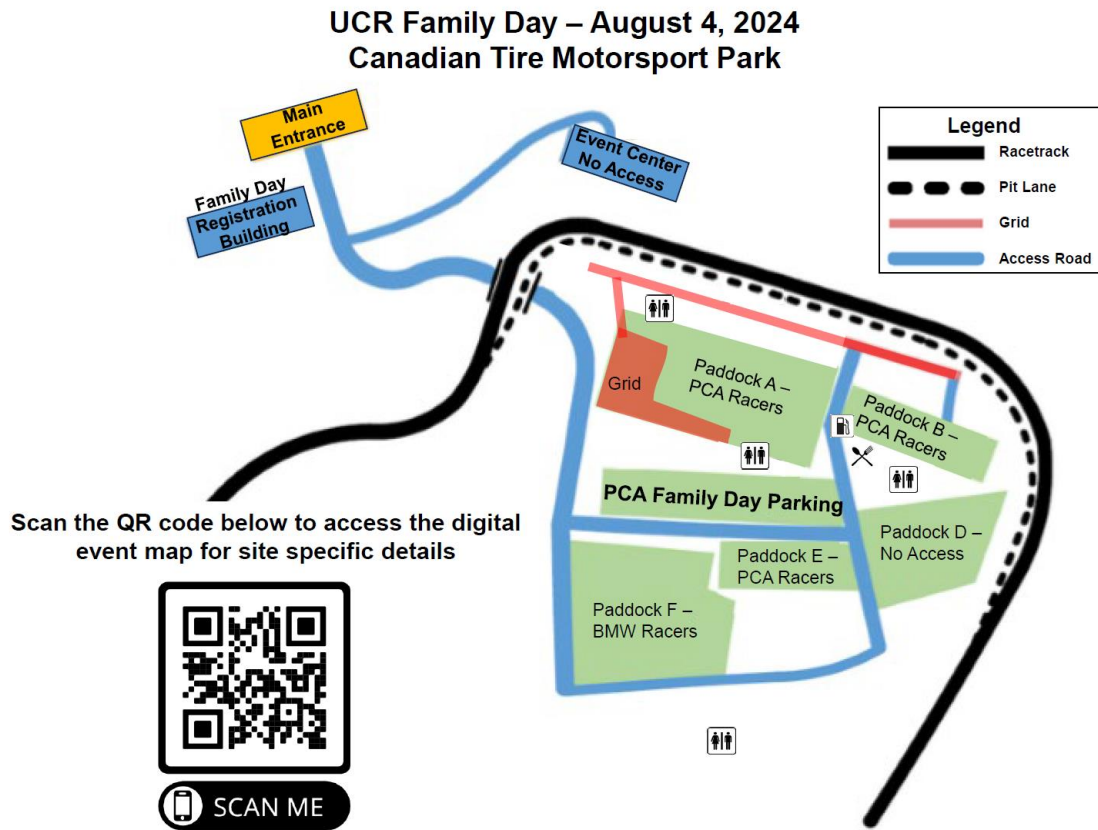 UCR Family Day – August 4, 2024
Canadian Tire Motorsport Park
Main
Entrance
Event Center
No Access
Family Day
Registration
Building
Legend
Racetrack
Pit Lane
Grid
Access Road
Grid
Paddock A –
PCA Racers
Paddock B –
PCA Racers
PCA Family Day Parking
Paddock D –
No Access
Paddock E –
PCA Racers
Paddock F –
BMW Racers
Scan the QR code below to access the digital
event map for site specific details
SCAN ME